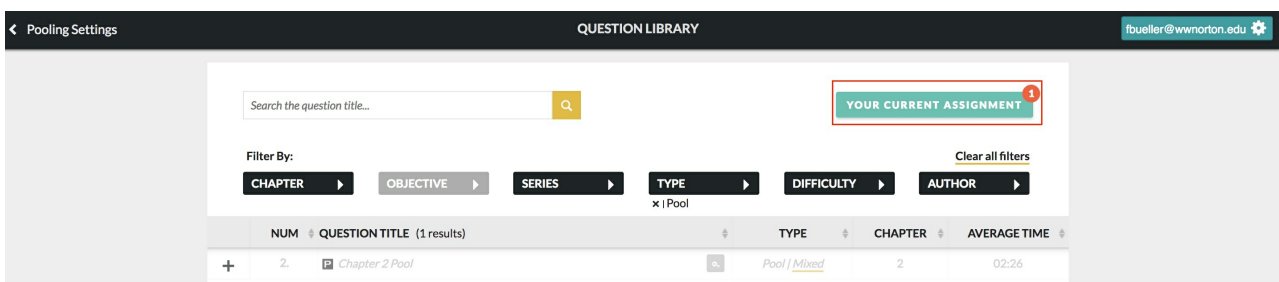 Pooling Settings
QUESTION LIBRARY
fbueller@wwnorton.edu
Search the question title...
YOUR CURRENT ASSIGNMENT
1
Filter By:
Clear all filters
CHAPTER
OBJECTIVE
SERIES
TYPE
DIFFICULTY
AUTHOR
× | Pool
NUM QUESTION TITLE (1 results) TYPE CHAPTER AVERAGE TIME
+ 2. P Chapter 2 Pool Pool | Mixed 2 02:26